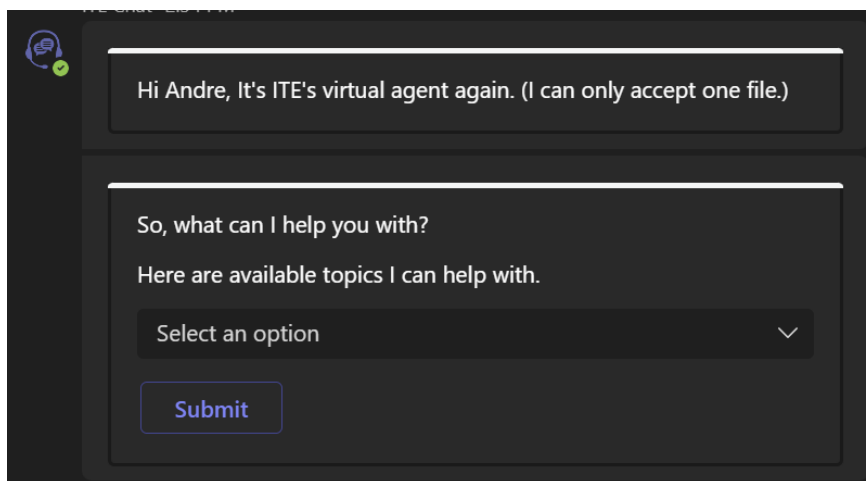 Hi Andre, It's ITE's virtual agent again. (I can only accept one file.)
So, what can I help you with?
Here are available topics I can help with.
Select an option
Submit